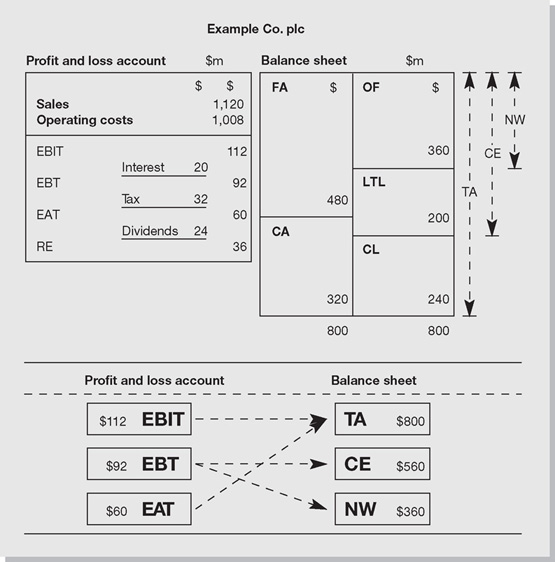 Example Co. plc
Profit and loss account $m Balance sheet $m
$ $
Sales 1,120
Operating costs 1,008
EBIT 112
Interest 20
EBT 92
Tax 32
EAT 60
Dividends 24
RE 36
FA $
480
CA
320
800
OF $
360
LTL
200
CL
240
800
TA
CE
NW
Profit and loss account Balance sheet
$112 EBIT TA $800
$92 EBT CE $560
$60 EAT NW $360